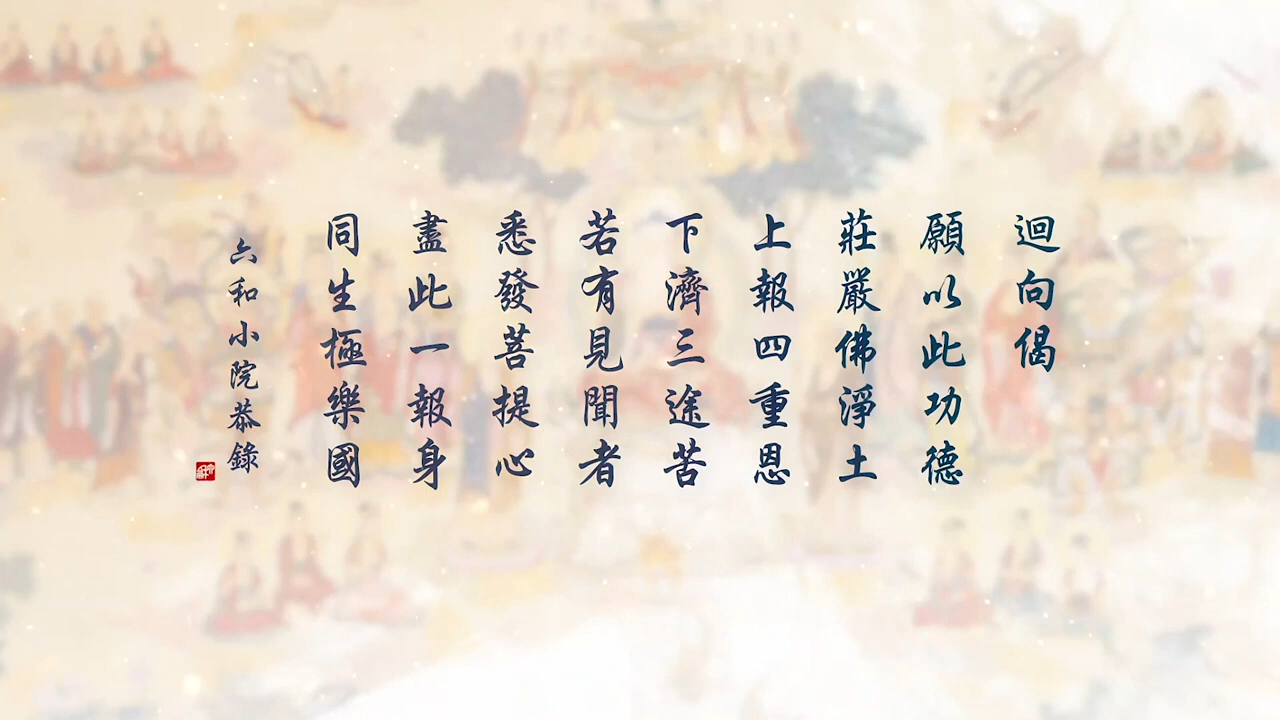 迴向偈
願以此功德
莊嚴佛淨土
上報四重恩
下濟三途苦
若有見聞者
悉發菩提心
盡此一報身
同生極樂國
六和小院恭錄